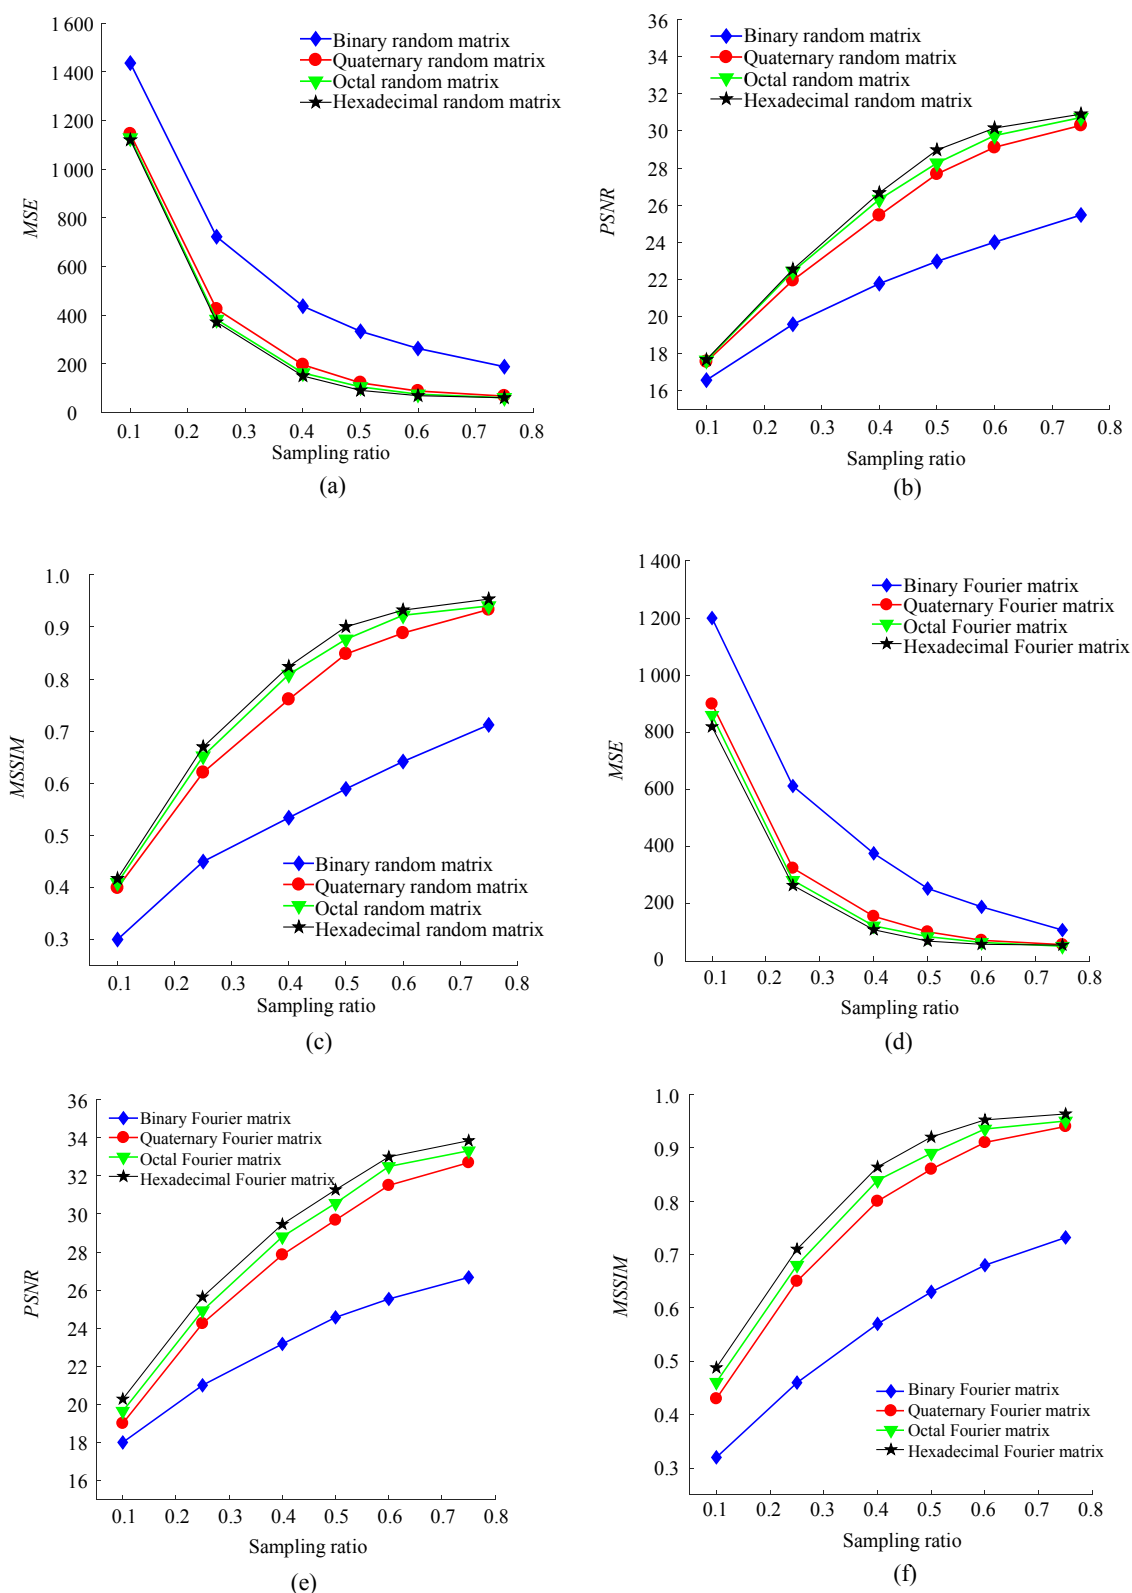 1 600
1 400
1 200
1 000
800
600
400
200
0
MSE
Binary random matrix
Quaternary random matrix
Octal random matrix
Hexadecimal random matrix
0.1 0.2 0.3 0.4 0.5 0.6 0.7 0.8
Sampling ratio
(a)
36
34
32
30
28
26
24
22
20
18
16
PSNR
Binary random matrix
Quaternary random matrix
Octal random matrix
Hexadecimal random matrix
0.1 0.2 0.3 0.4 0.5 0.6 0.7 0.8
Sampling ratio
(b)
1.0
0.9
0.8
0.7
0.6
0.5
0.4
0.3
MSSIM
Binary random matrix
Quaternary random matrix
Octal random matrix
Hexadecimal random matrix
0.1 0.2 0.3 0.4 0.5 0.6 0.7 0.8
Sampling ratio
(c)
1 400
1 200
1 000
800
600
400
200
0
MSE
Binary Fourier matrix
Quaternary Fourier matrix
Octal Fourier matrix
Hexadecimal Fourier matrix
0.1 0.2 0.3 0.4 0.5 0.6 0.7 0.8
Sampling ratio
(d)
36
34
32
30
28
26
24
22
20
18
16
PSNR
Binary Fourier matrix
Quaternary Fourier matrix
Octal Fourier matrix
Hexadecimal Fourier matrix
0.1 0.2 0.3 0.4 0.5 0.6 0.7 0.8
Sampling ratio
(e)
1.0
0.9
0.8
0.7
0.6
0.5
0.4
0.3
MSSIM
Binary Fourier matrix
Quaternary Fourier matrix
Octal Fourier matrix
Hexadecimal Fourier matrix
0.1 0.2 0.3 0.4 0.5 0.6 0.7 0.8
Sampling ratio
(f)